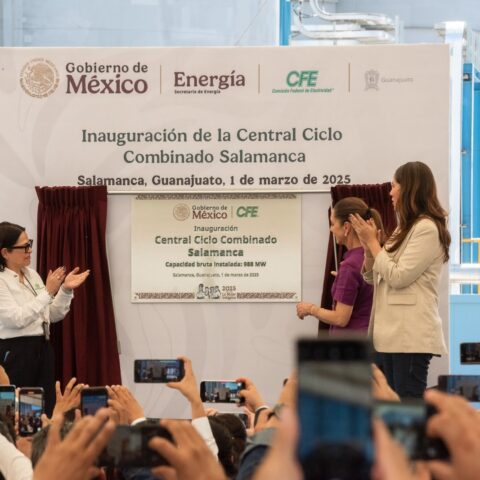 Gobierno de
México
Energía
Secretaría de Energía
CFE
Comisión Federal de Electricidad
Guanajuato
Inauguración de la Central Ciclo
Combinado Salamanca
Salamanca, Guanajuato, 1 de marzo de 2025
Gobierno de
México
CFE
Inauguración
Central Ciclo Combinado
Salamanca
Capacidad bruta instalada: 988 MW
Salamanca, Guanajuato, 1 de marzo de 2025
2025